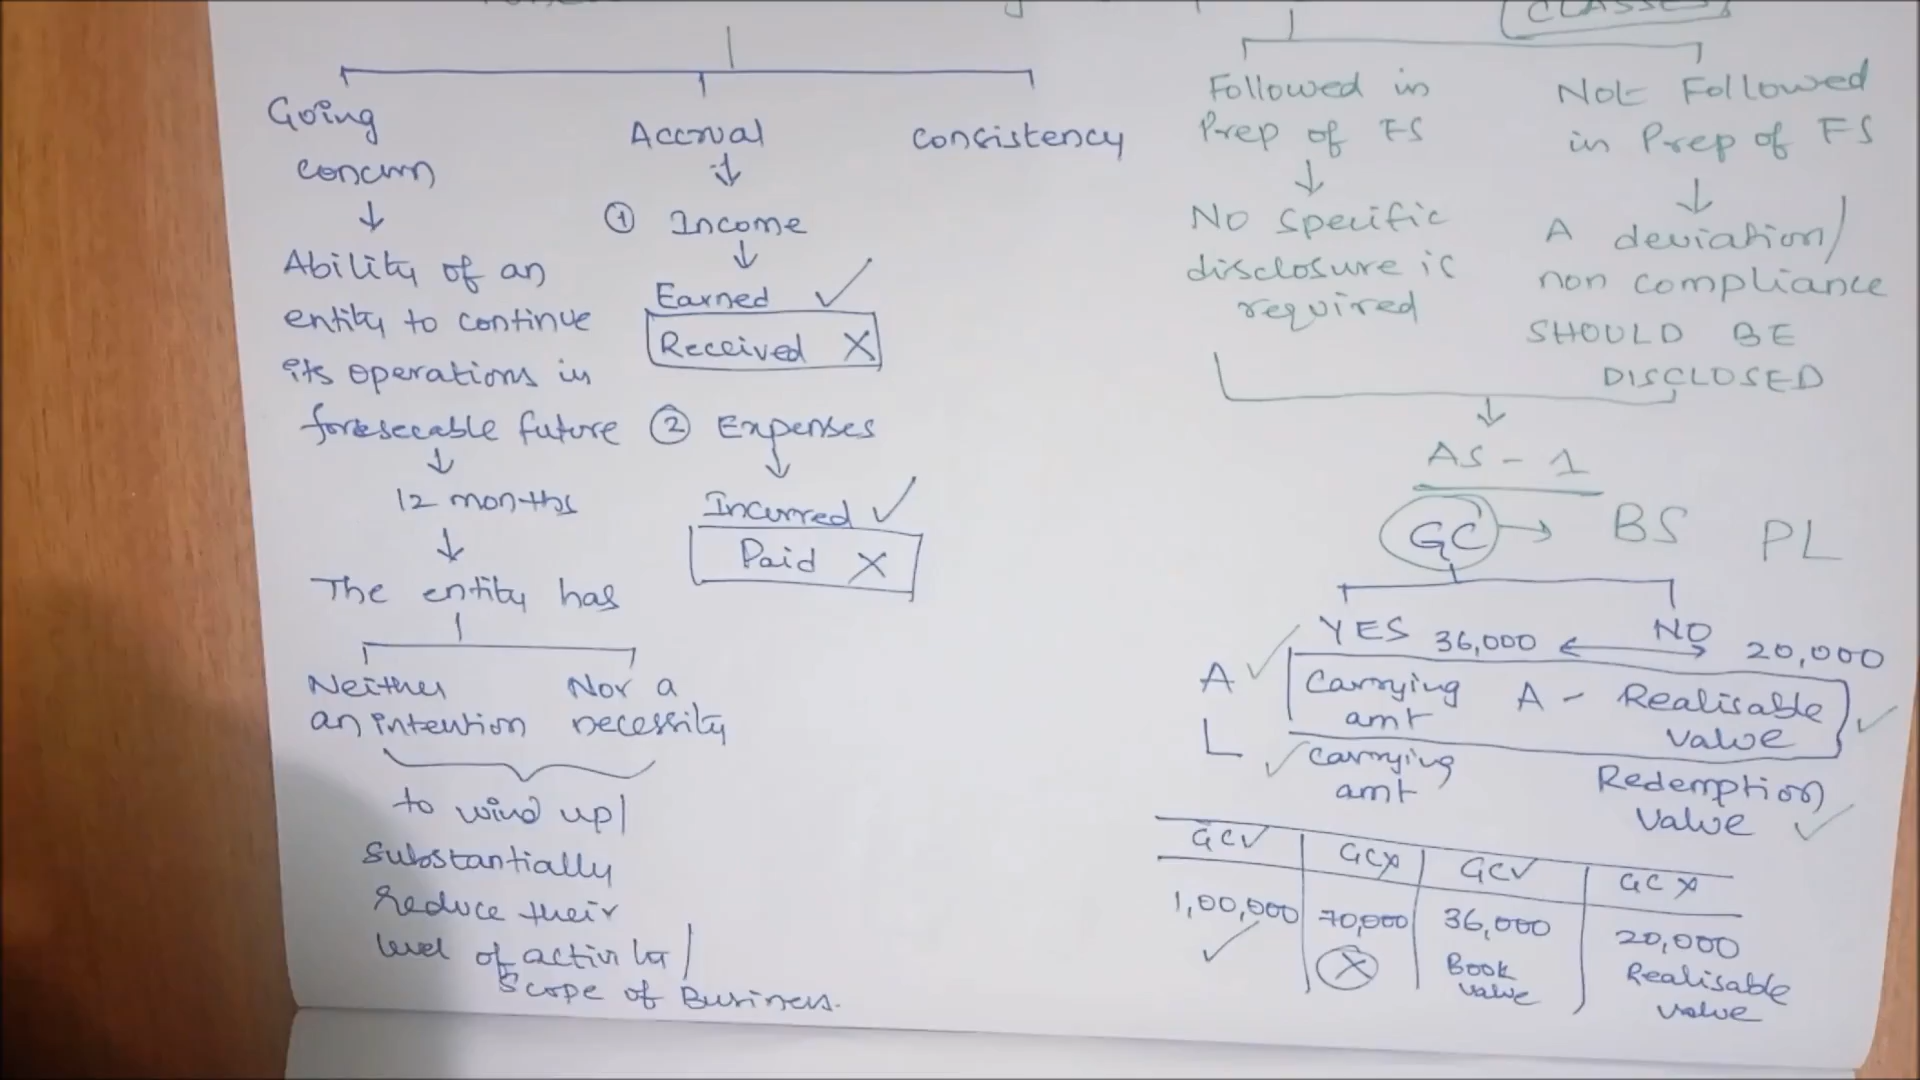 CLASSES
Going
concern
↓
Ability of an
entity to continue
its operations in
foreseeable future
↓
12 months
↓
The entity has
Neither
an intention
Nor a
necessity
to wind up/
substantially
reduce their
level of activity/
Scope of Business.
Accrual
↓
① Income
↓
Earned ✓
Received X
② Expenses
↓
Incurred ✓
Paid X
consistency
Followed in
Prep of FS
↓
No specific
disclosure is
required
Not Followed
in Prep of FS
↓
A deviation/
non compliance
SHOULD BE
DISCLOSED
↓
AS - 1
GC → BS PL
YES 36,000 ↔ NO 20,000
A ✓ Carrying amt A - Realisable Value ✓
L ✓ carrying amt Redemption Value ✓
GC✓ GCX GC✓ GCX
1,00,000 70,000 36,000 20,000
✓ X Book Value Realisable value